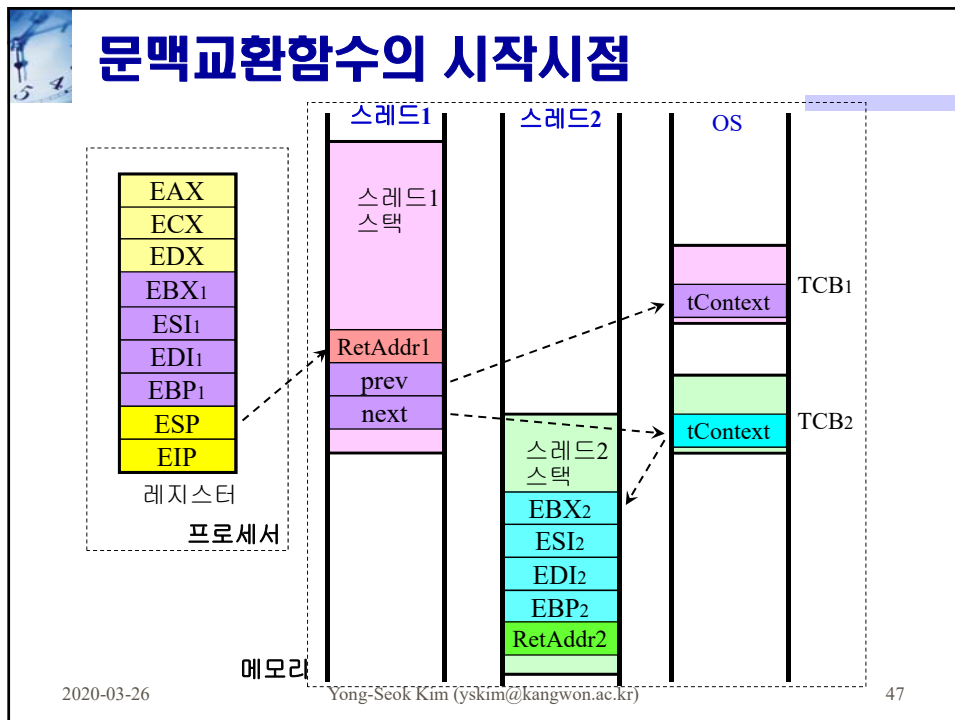 문맥교환함수의 시작시점
스레드1
스레드2
OS
EAX
ECX
EDX
EBX1
ESI1
EDI1
EBP1
ESP
EIP
레지스터
프로세서
스레드1
스택
RetAddr1
prev
next
스레드2
스택
EBX2
ESI2
EDI2
EBP2
RetAddr2
tContext
TCB1
tContext
TCB2
메모리
2020-03-26
Yong-Seok Kim (yskim@kangwon.ac.kr)
47